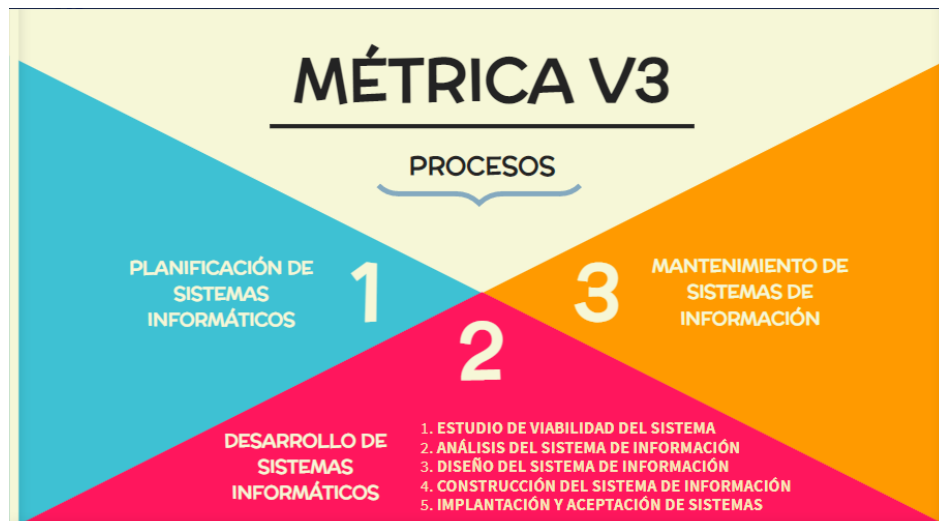 MÉTRICA V3
PROCESOS
PLANIFICACIÓN DE
SISTEMAS
INFORMÁTICOS
1
2
3
MANTENIMIENTO DE
SISTEMAS DE
INFORMACIÓN
DESARROLLO DE
SISTEMAS
INFORMÁTICOS
1. ESTUDIO DE VIABILIDAD DEL SISTEMA
2. ANÁLISIS DEL SISTEMA DE INFORMACIÓN
3. DISEÑO DEL SISTEMA DE INFORMACIÓN
4. CONSTRUCCIÓN DEL SISTEMA DE INFORMACIÓN
5. IMPLANTACIÓN Y ACEPTACIÓN DE SISTEMAS